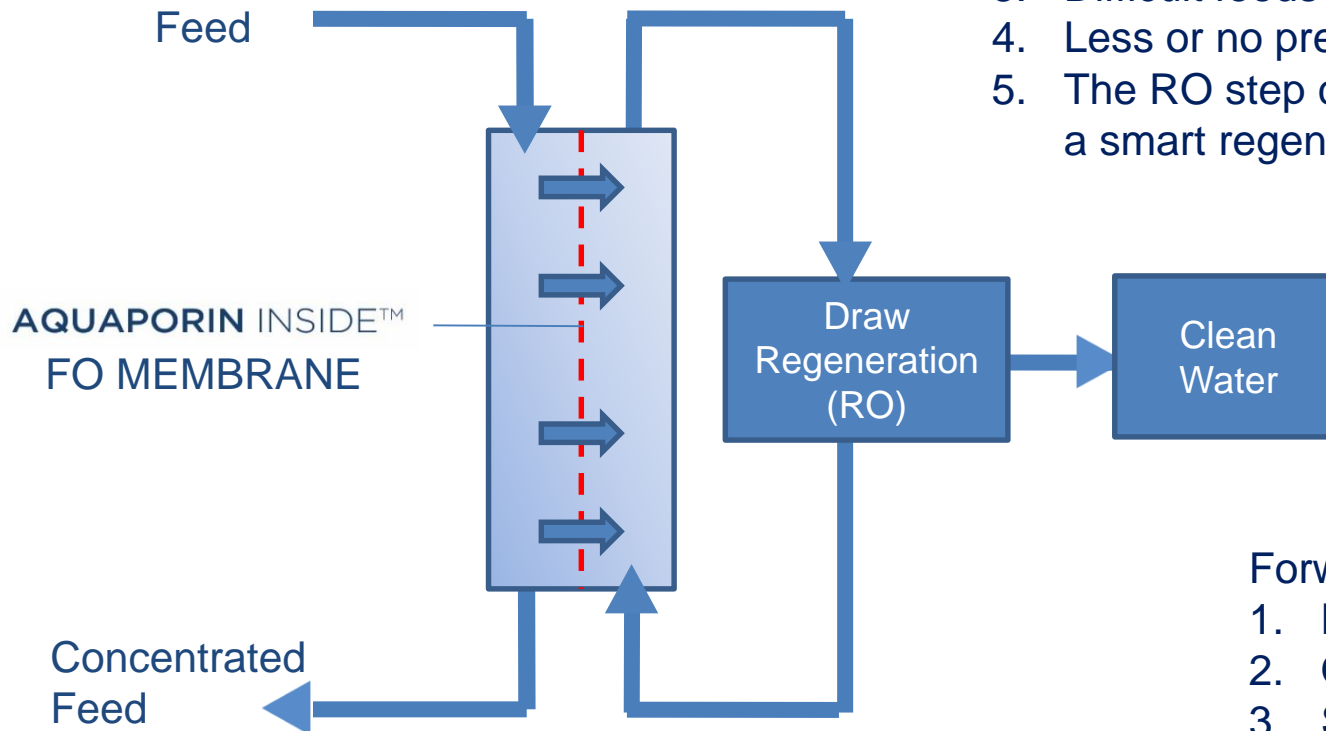 Feed
4. Less or no pre
5. The RO step
a smart regen
AQUAPORIN INSIDE™
FO MEMBRANE
Draw
Regeneration
(RO)
Clean
Water
Concentrated
Feed
Forw
1.
2.
3.